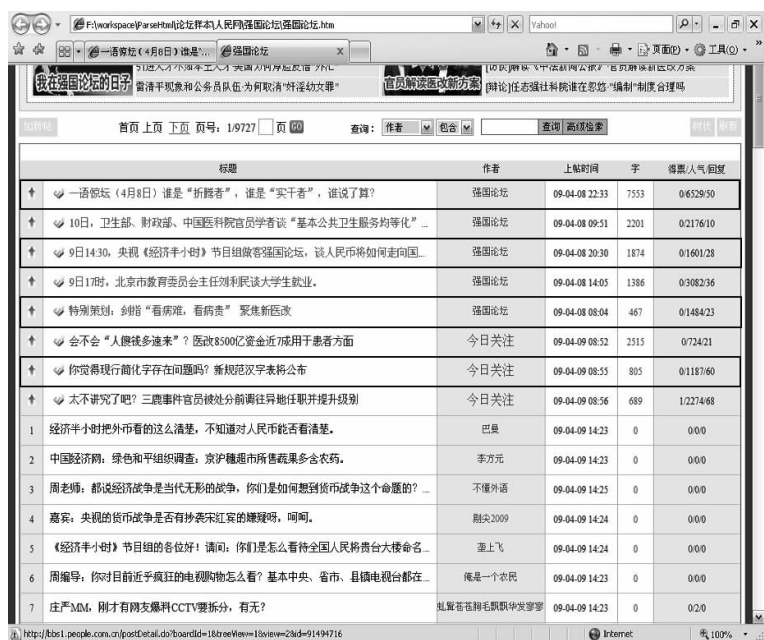 F:\workspace\ParseHtml\论坛样本\人民网\强国论坛\强国论坛.htm
Yahoo!
一语惊坛（4月8日）谁是"...
强国论坛
页面(P)
工具(O)
我在强国论坛的日子
雷清平现象和公务员队伍·为何取消"奸淫幼女罪"
官员解读医改新方案
[辩论]任志强社科院谁在忽悠·"编制"制度合理吗
首页 上页 下页 页号：1/9727 页 GO 查询：作者 包含 查询 高级检索 树状 刷新
标题 作者 上帖时间 字 得票/人气/回复
一语惊坛（4月8日）谁是“折腾者”，谁是“实干者”，谁说了算？ 强国论坛 09-04-08 22:33 7553 0/6529/50
10日，卫生部、财政部、中国医科院官员学者谈“基本公共卫生服务均等化”... 强国论坛 09-04-08 09:51 2201 0/2176/10
9日14:30，央视《经济半小时》节目组做客强国论坛，谈人民币将如何走向国... 强国论坛 09-04-08 20:30 1874 0/1601/28
9日17时，北京市教育委员会主任刘利民谈大学生就业。 强国论坛 09-04-08 14:05 1386 0/3082/36
特别策划：剑指“看病难，看病贵” 聚焦新医改 强国论坛 09-04-08 08:04 467 0/1484/23
会不会“人傻钱多速来”？医改8500亿资金近7成用于患者方面 今日关注 09-04-09 08:52 2515 0/724/21
你觉得现行简化字存在问题吗？新规范汉字表将公布 今日关注 09-04-09 08:55 805 0/1187/60
太不讲究了吧？三鹿事件官员被处分前调往异地任职并提升级别 今日关注 09-04-09 08:56 689 1/2274/68
1 经济半小时把外币看的这么清楚，不知道对人民币能否看清楚。 巴曼 09-04-09 14:23 0 0/0/0
2 中国经济网：绿色和平组织调查：京沪穗超市所售蔬果多含农药。 李方元 09-04-09 14:23 0 0/0/0
3 周老师：都说经济战争是当代无形的战争，你们是如何想到货币战争这个命题的？... 不懂外语 09-04-09 14:25 0 0/0/0
4 嘉宾：央视的货币战争是否有抄袭宋红宾的嫌疑呀，呵呵。 剔尖2009 09-04-09 14:24 0 0/0/0
5 《经济半小时》节目组的各位好！请问：你们是怎么看待全国人民将贵台大楼命名... 垄上飞 09-04-09 14:24 0 0/0/0
6 周编导：你对目前近乎疯狂的电视购物怎么看？基本中央、省市、县镇电视台都在... 俺是一个农民 09-04-09 14:23 0 0/0/0
7 庄严MM，刚才有网友爆料CCTV要拆分，有无？ 09-04-09 14:23 0 0/2/0
http://bbs1.people.com.cn/postDetail.do?boardId=1&treeView=1&view=2&id=91494716
Internet
100%